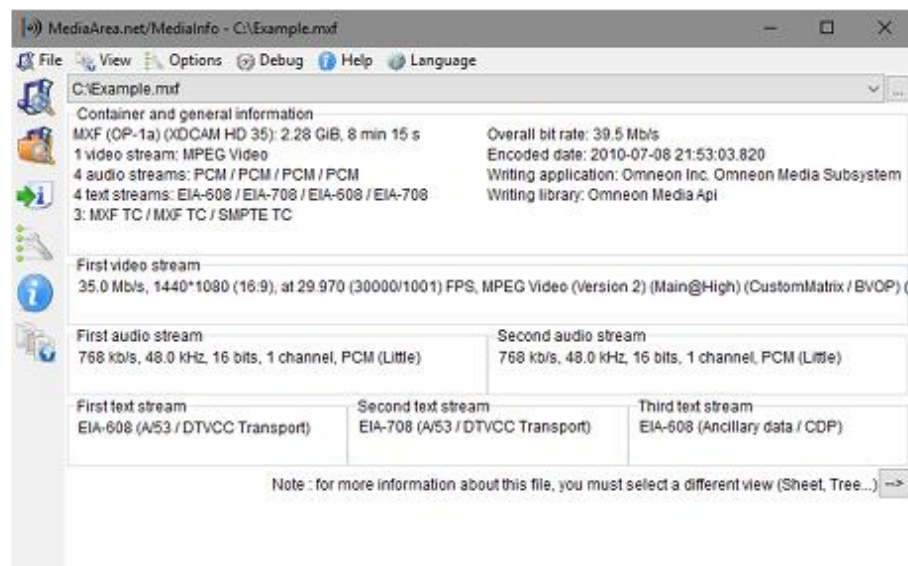 MediaArea.net/MediaInfo - C:\Example.mxf
File View Options Debug Help Language
C:\Example.mxf
...
Container and general information
MXF (OP-1a) (XDCAM HD 35): 2.28 GiB, 8 min 15 s
1 video stream: MPEG Video
4 audio streams: PCM / PCM / PCM / PCM
4 text streams: EIA-608 / EIA-708 / EIA-608 / EIA-708
3: MXF TC / MXF TC / SMPTE TC
Overall bit rate: 39.5 Mb/s
Encoded date: 2010-07-08 21:53:03.820
Writing application: Omneon Inc. Omneon Media Subsystem
Writing library: Omneon Media Api
First video stream
35.0 Mb/s, 1440*1080 (16:9), at 29.970 (30000/1001) FPS, MPEG Video (Version 2) (Main@High) (CustomMatrix / BVOP) (
First audio stream
768 kb/s, 48.0 kHz, 16 bits, 1 channel, PCM (Little)
Second audio stream
768 kb/s, 48.0 kHz, 16 bits, 1 channel, PCM (Little)
First text stream
EIA-608 (A/53 / DTVCC Transport)
Second text stream
EIA-708 (A/53 / DTVCC Transport)
Third text stream
EIA-608 (Ancillary data / CDP)
Note : for more information about this file, you must select a different view (Sheet, Tree...) -->